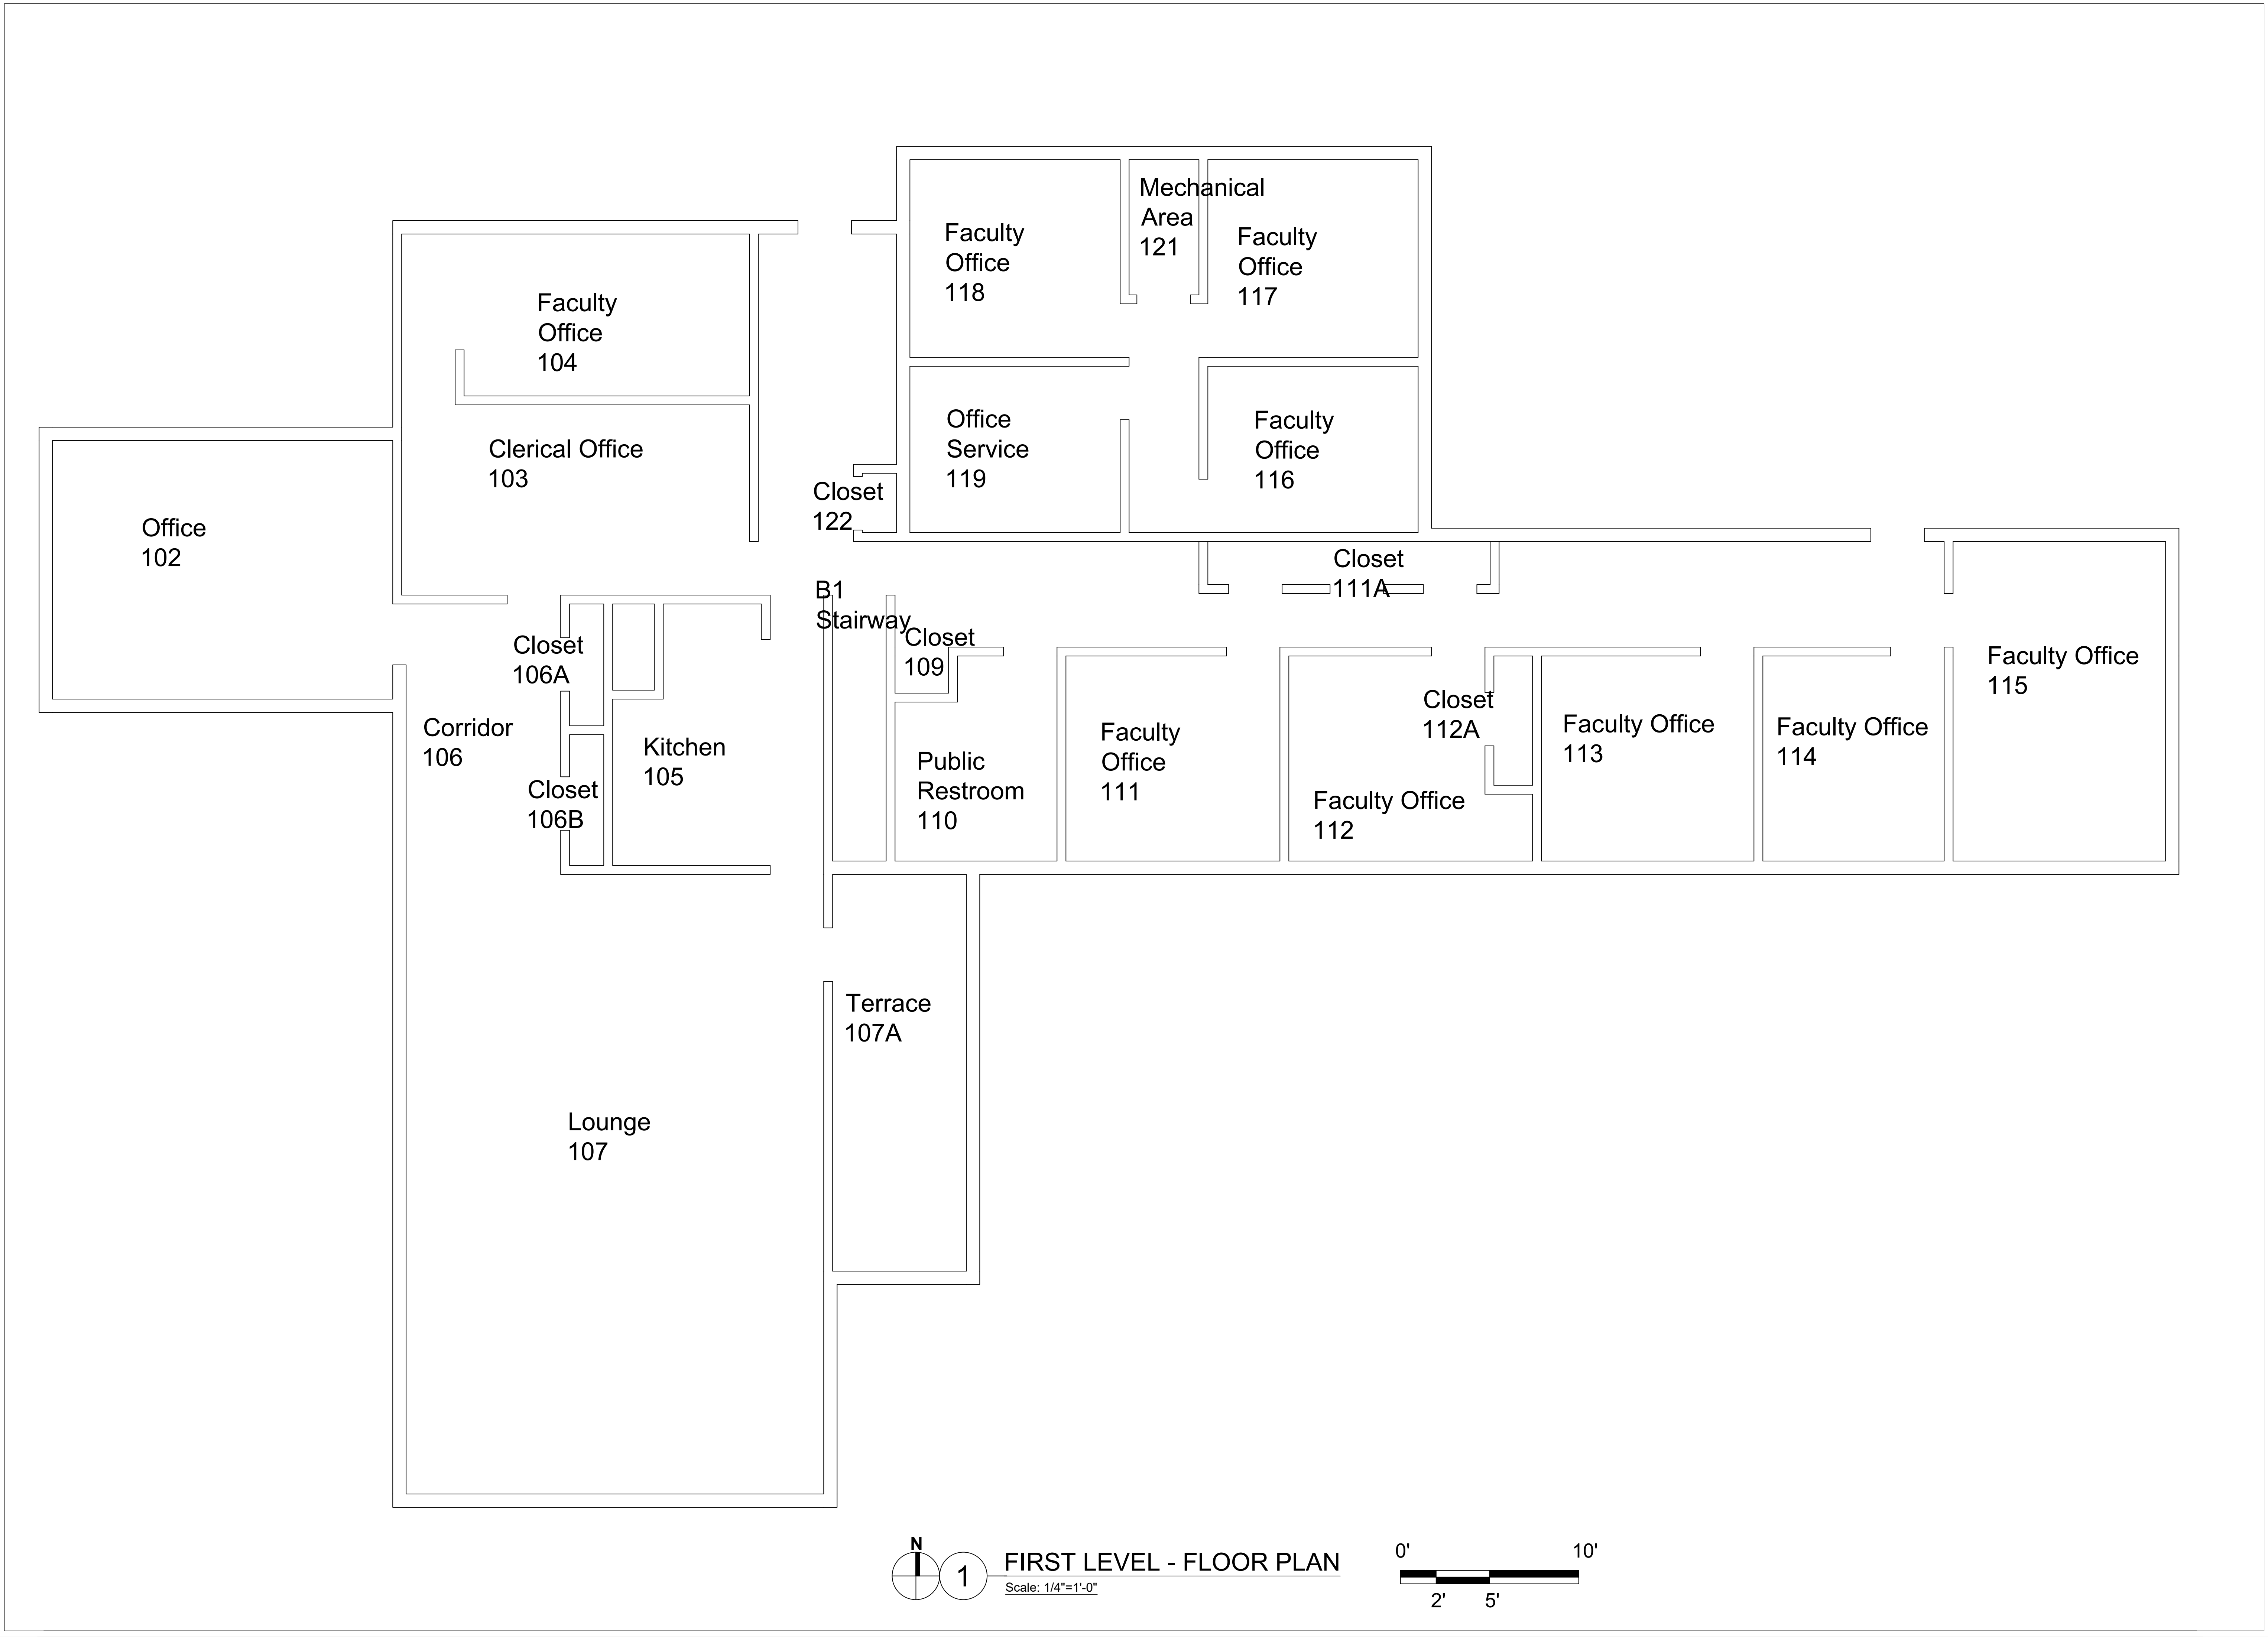 Mechanical
Area
121
Faculty
Office
118
Faculty
Office
117
Faculty
Office
104
Office
Service
119
Faculty
Office
116
Clerical Office
103
Closet
122
Office
102
Closet
111A
B1
Stairway
Closet
109
Closet
106A
Faculty Office
115
Closet
112A
Corridor
106
Kitchen
105
Faculty
Office
111
Faculty Office
113
Faculty Office
114
Public
Restroom
110
Closet
106B
Faculty Office
112
Terrace
107A
Lounge
107
N
1
FIRST LEVEL - FLOOR PLAN
Scale: 1/4"=1'-0"
0' 10'
2' 5'